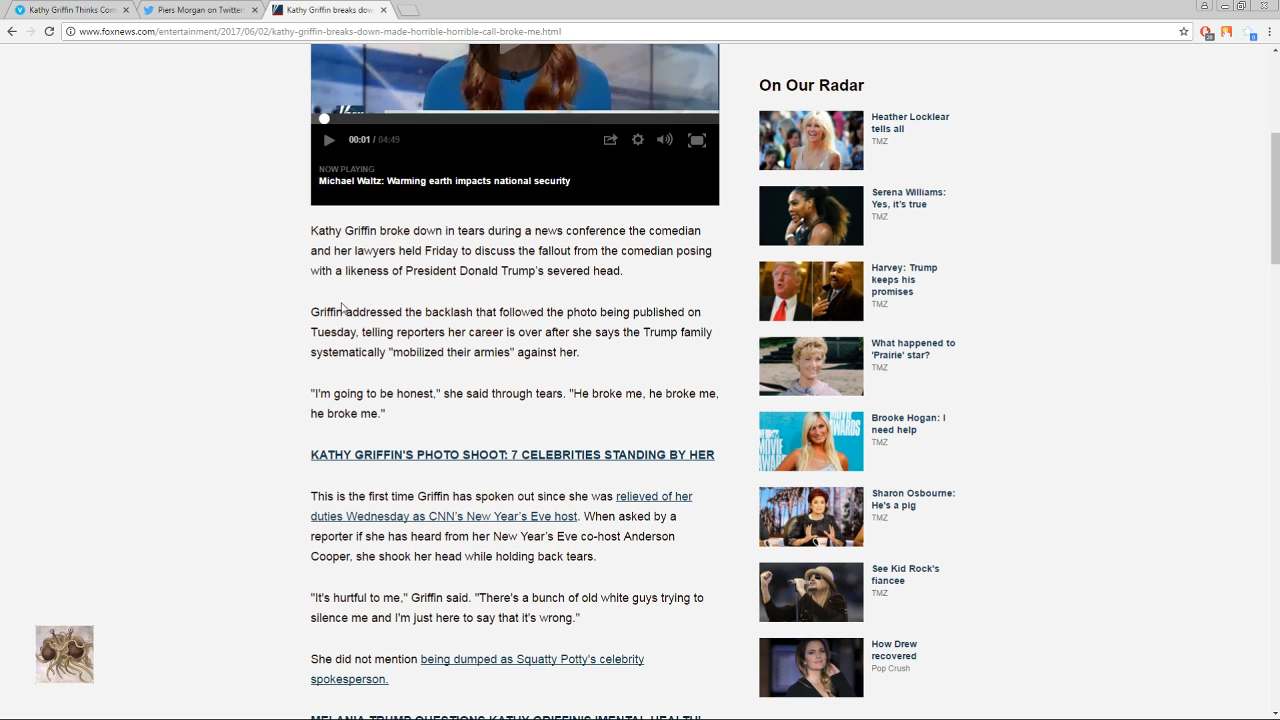 Kathy Griffin Thinks Com
Piers Morgan on Twitter
Kathy Griffin breaks dow
www.foxnews.com/entertainment/2017/06/02/kathy-griffin-breaks-down-made-horrible-horrible-call-broke-me.html
00:01 / 04:49
NOW PLAYING
Michael Waltz: Warming earth impacts national security
Kathy Griffin broke down in tears during a news conference the comedian
and her lawyers held Friday to discuss the fallout from the comedian posing
with a likeness of President Donald Trump's severed head.
Griffin addressed the backlash that followed the photo being published on
Tuesday, telling reporters her career is over after she says the Trump family
systematically "mobilized their armies" against her.
"I'm going to be honest," she said through tears. "He broke me, he broke me,
he broke me."
KATHY GRIFFIN'S PHOTO SHOOT: 7 CELEBRITIES STANDING BY HER
This is the first time Griffin has spoken out since she was relieved of her
duties Wednesday as CNN's New Year's Eve host. When asked by a
reporter if she has heard from her New Year's Eve co-host Anderson
Cooper, she shook her head while holding back tears.
"It's hurtful to me," Griffin said. "There's a bunch of old white guys trying to
silence me and I'm just here to say that it's wrong."
She did not mention being dumped as Squatty Potty's celebrity
spokesperson.
MELANIA TRUMP QUESTIONS KATHY GRIFFIN'S 'MENTAL HEALTH'
On Our Radar
Heather Locklear
tells all
TMZ
Serena Williams:
Yes, it's true
TMZ
Harvey: Trump
keeps his
promises
TMZ
What happened to
'Prairie' star?
TMZ
MOVIE
AWARDS
Brooke Hogan: I
need help
TMZ
Sharon Osbourne:
He's a pig
TMZ
See Kid Rock's
fiancee
TMZ
How Drew
recovered
Pop Crush